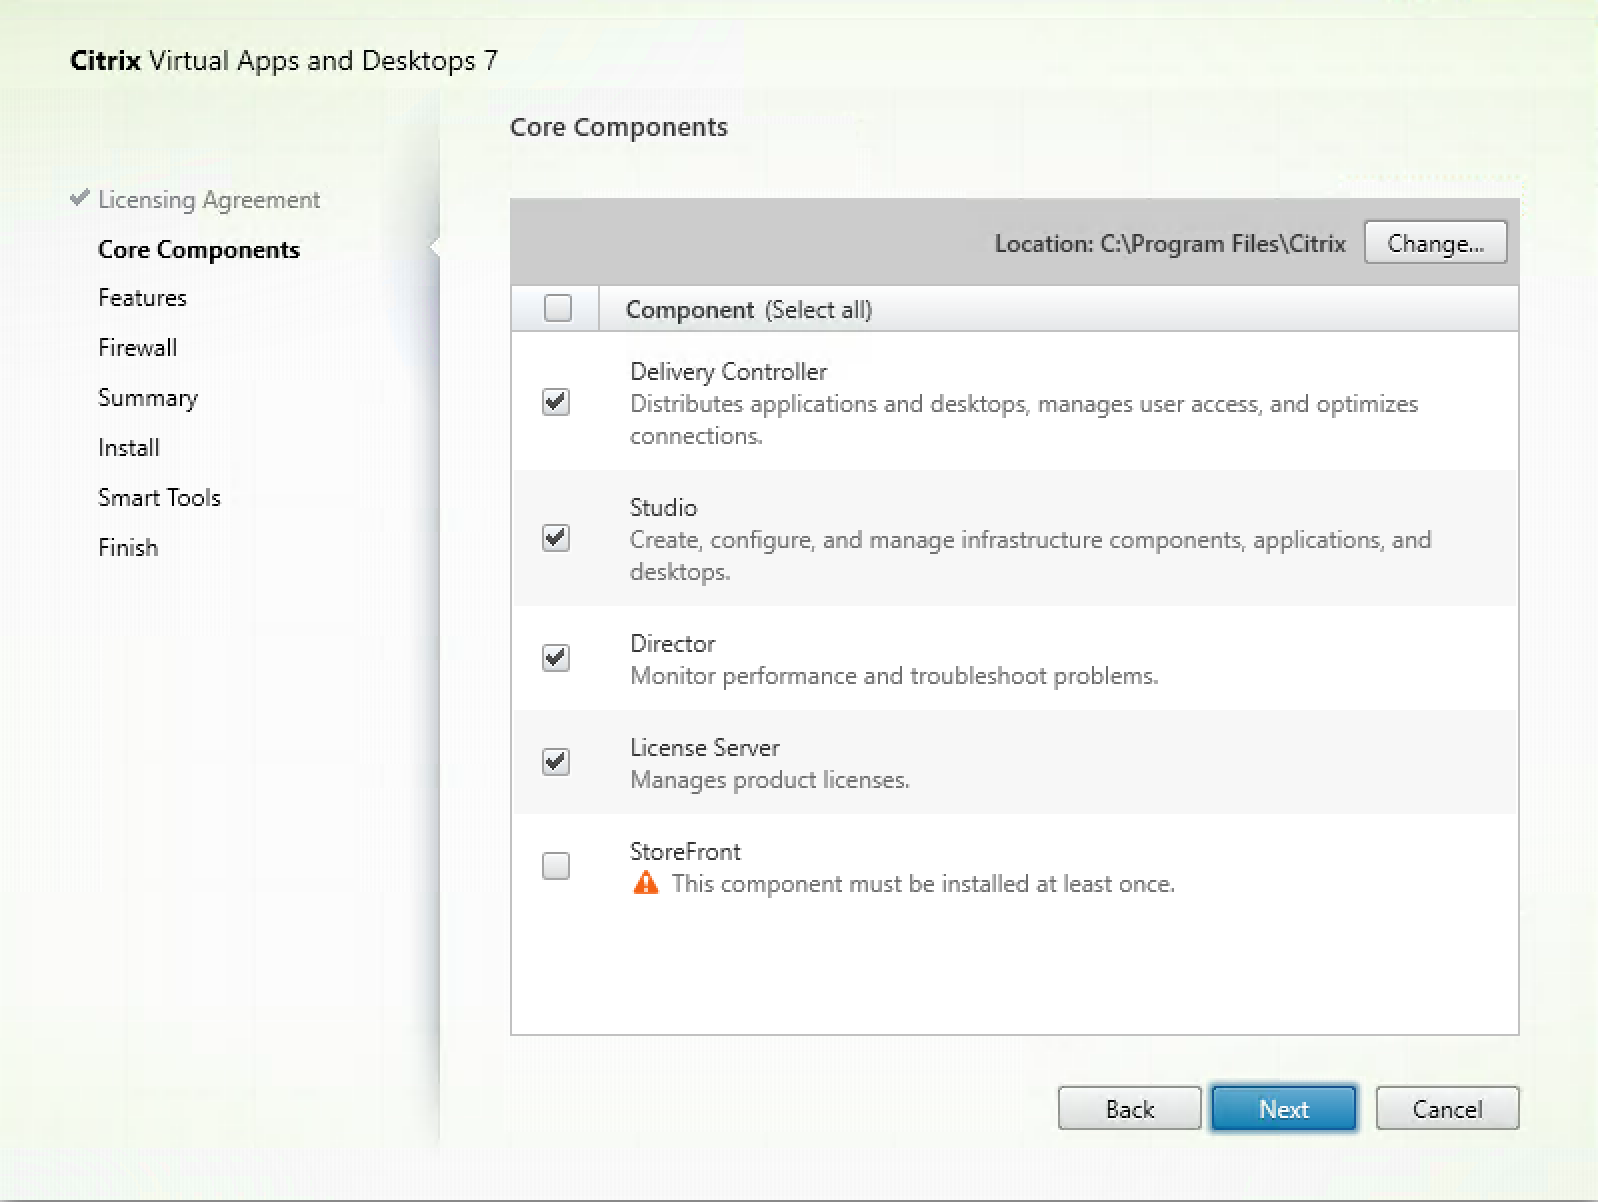 Citrix Virtual Apps and Desktops 7
Licensing Agreement
Core Components
Features
Firewall
Summary
Install
Smart Tools
Finish
Core Components
Location: C:\Program Files\Citrix
Change...
Component (Select all)
Delivery Controller
Distributes applications and desktops, manages user access, and optimizes
connections.
Studio
Create, configure, and manage infrastructure components, applications, and
desktops.
Director
Monitor performance and troubleshoot problems.
License Server
Manages product licenses.
StoreFront
This component must be installed at least once.
Back
Next
Cancel